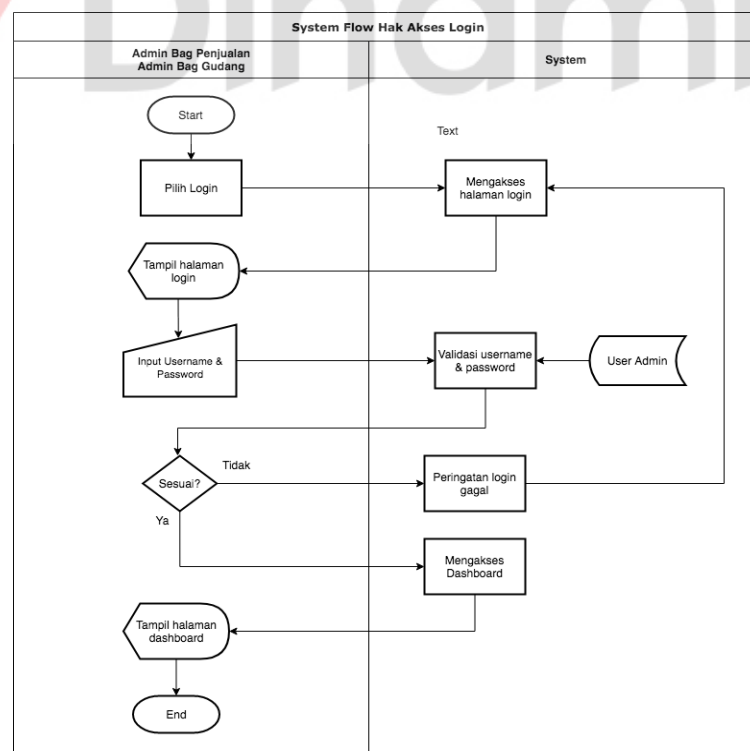 System Flow Hak Akses Login
Admin Bag Penjualan
Admin Bag Gudang
System
Start
Text
Pilih Login
Mengakses
halaman login
Tampil halaman
login
Input Username &
Password
Validasi username
& password
User Admin
Sesuai?
Tidak
Peringatan login
gagal
Ya
Mengakses
Dashboard
Tampil halaman
dashboard
End